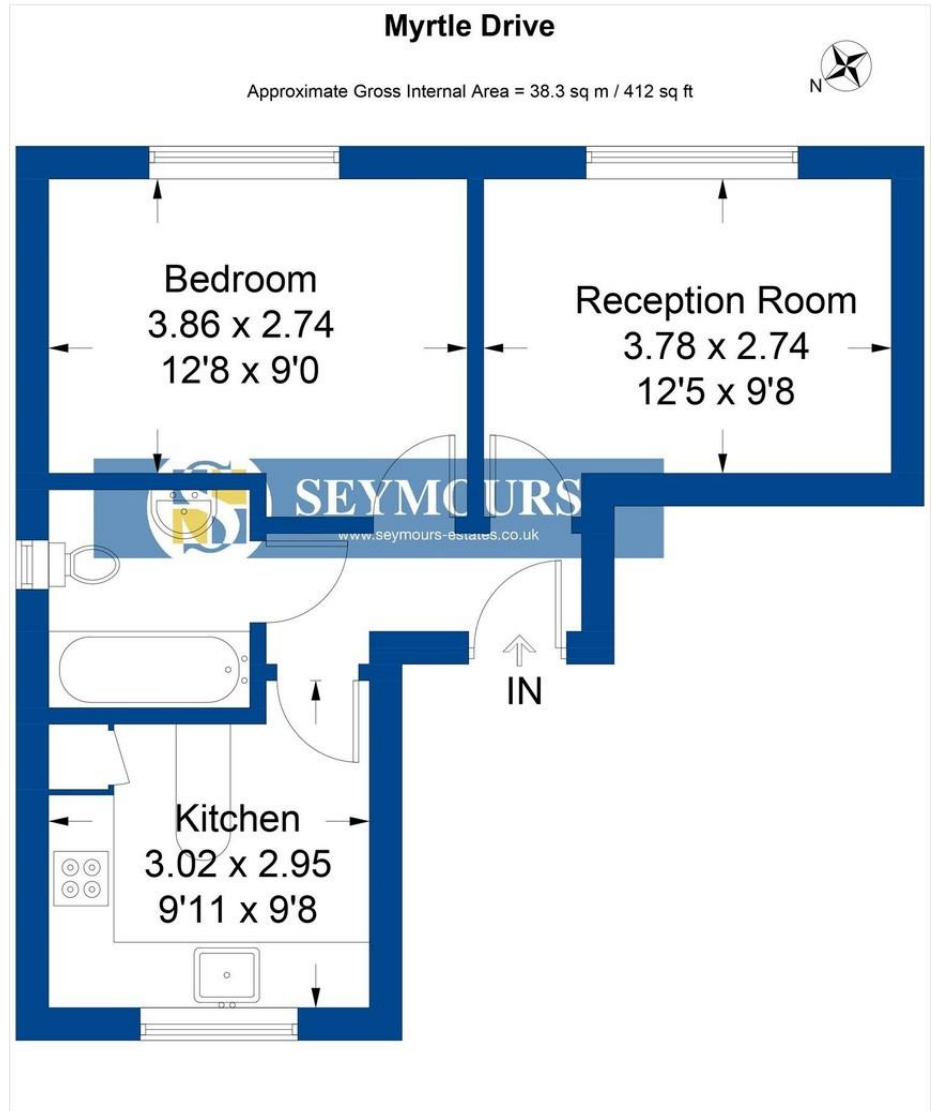 Myrtle Drive
Approximate Gross Internal Area = 38.3 sq m / 412 sq ft
N
Bedroom
3.86 x 2.74
12'8 x 9'0
Reception Room
3.78 x 2.74
12'5 x 9'8
SEYMOURS
www.seymours-estates.co.uk
IN
Kitchen
3.02 x 2.95
9'11 x 9'8